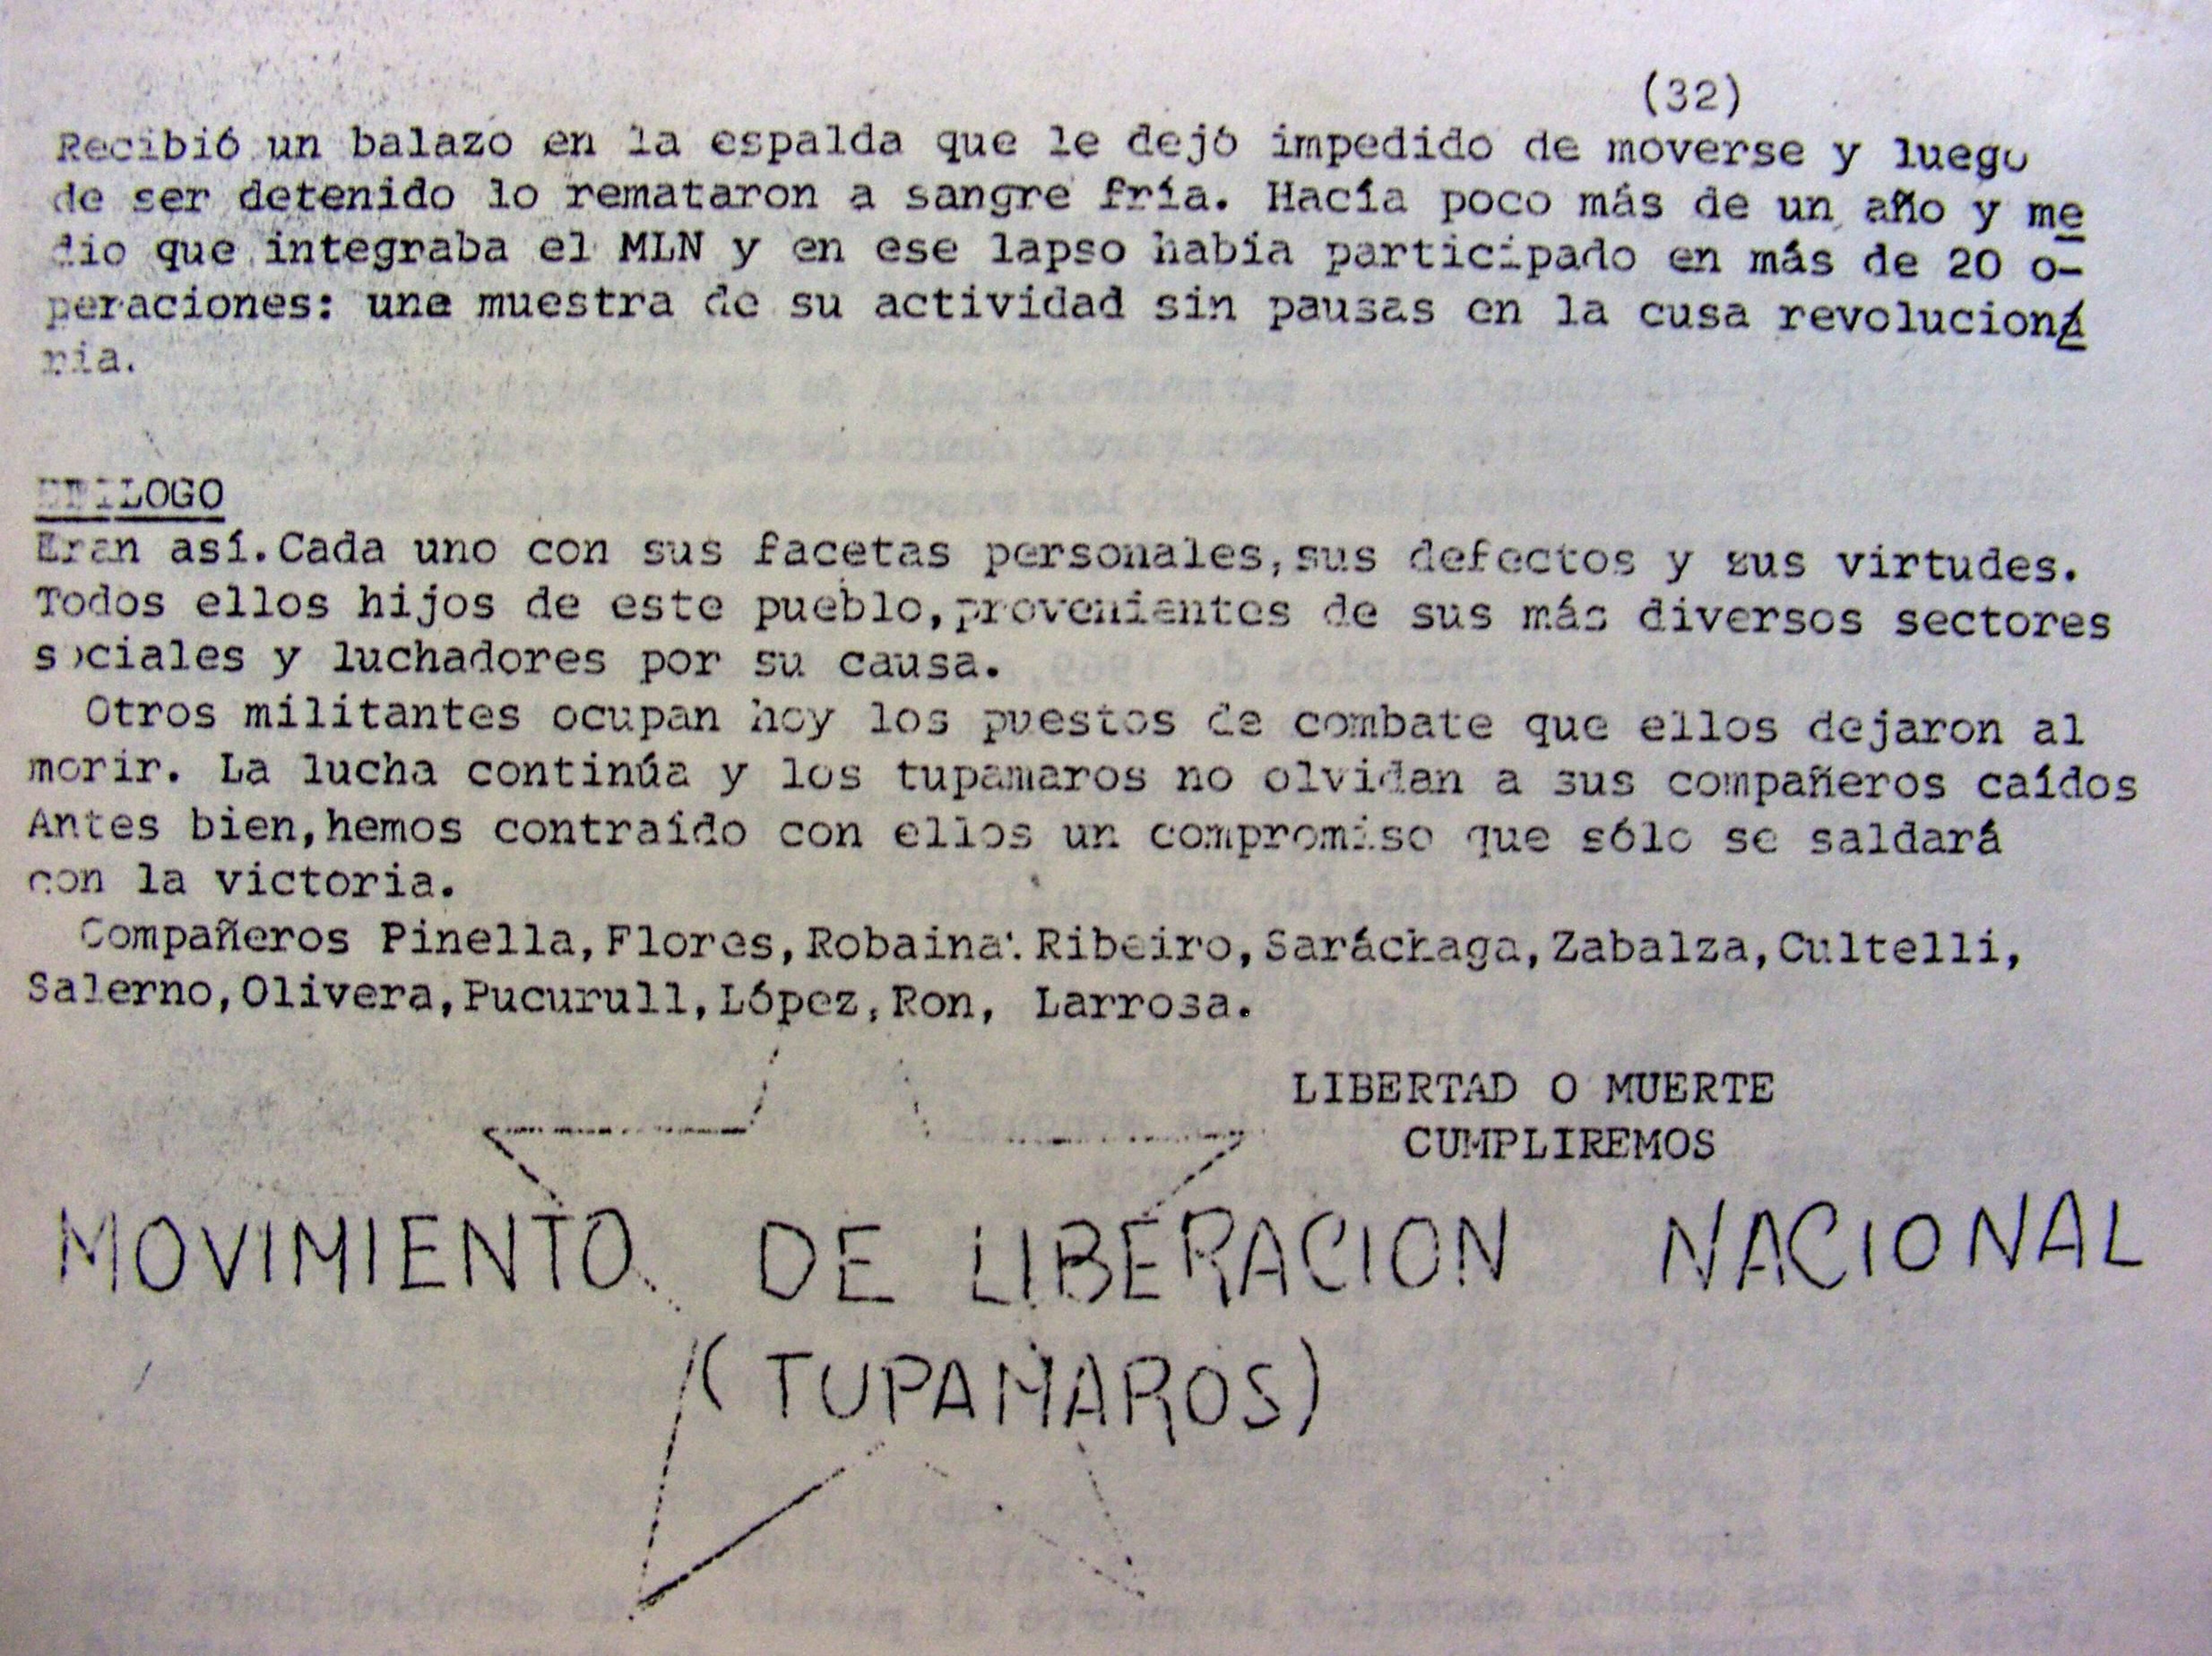 (32)
Recibió un balazo en la espalda que le dejó impedido de moverse y luego
de ser detenido lo remataron a sangre fría. Hacía poco más de un año y me
dio que integraba el MLN y en ese lapso había participado en más de 20 o-
peraciones: una muestra de su actividad sin pausas en la cusa revolucioná
ria.
EPILOGO
Eran así.Cada uno con sus facetas personales,sus defectos y sus virtudes.
Todos ellos hijos de este pueblo,provenientes de sus más diversos sectores
sociales y luchadores por su causa.
Otros militantes ocupan hoy los puestos de combate que ellos dejaron al
morir. La lucha continúa y los tupamaros no olvidan a sus compañeros caídos
Antes bien,hemos contraído con ellos un compromiso que sólo se saldará
con la victoria.
Compañeros Pinella,Flores,Robaina. Ribeiro,Saráchaga,Zabalza,Cultelli,
Salerno,Olivera,Pucurull,López,Ron, Larrosa.
LIBERTAD O MUERTE
CUMPLIREMOS
MOVIMIENTO DE LIBERACION NACIONAL
(TUPAMAROS)